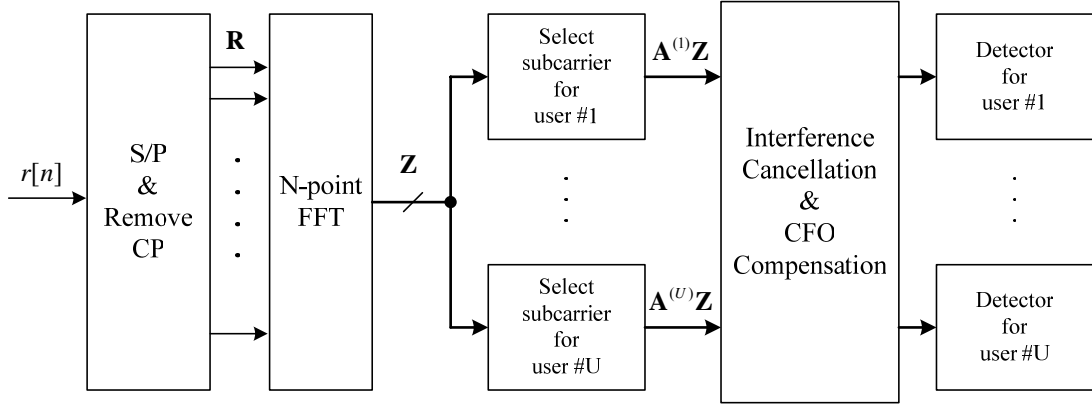 r[n]
S/P
&
Remove
CP
R
N-point
FFT
Z
Select
subcarrier
for
user #1
A^(1)Z
Select
subcarrier
for
user #U
A^(U)Z
Interference
Cancellation
&
CFO
Compensation
Detector
for
user #1
Detector
for
user #U